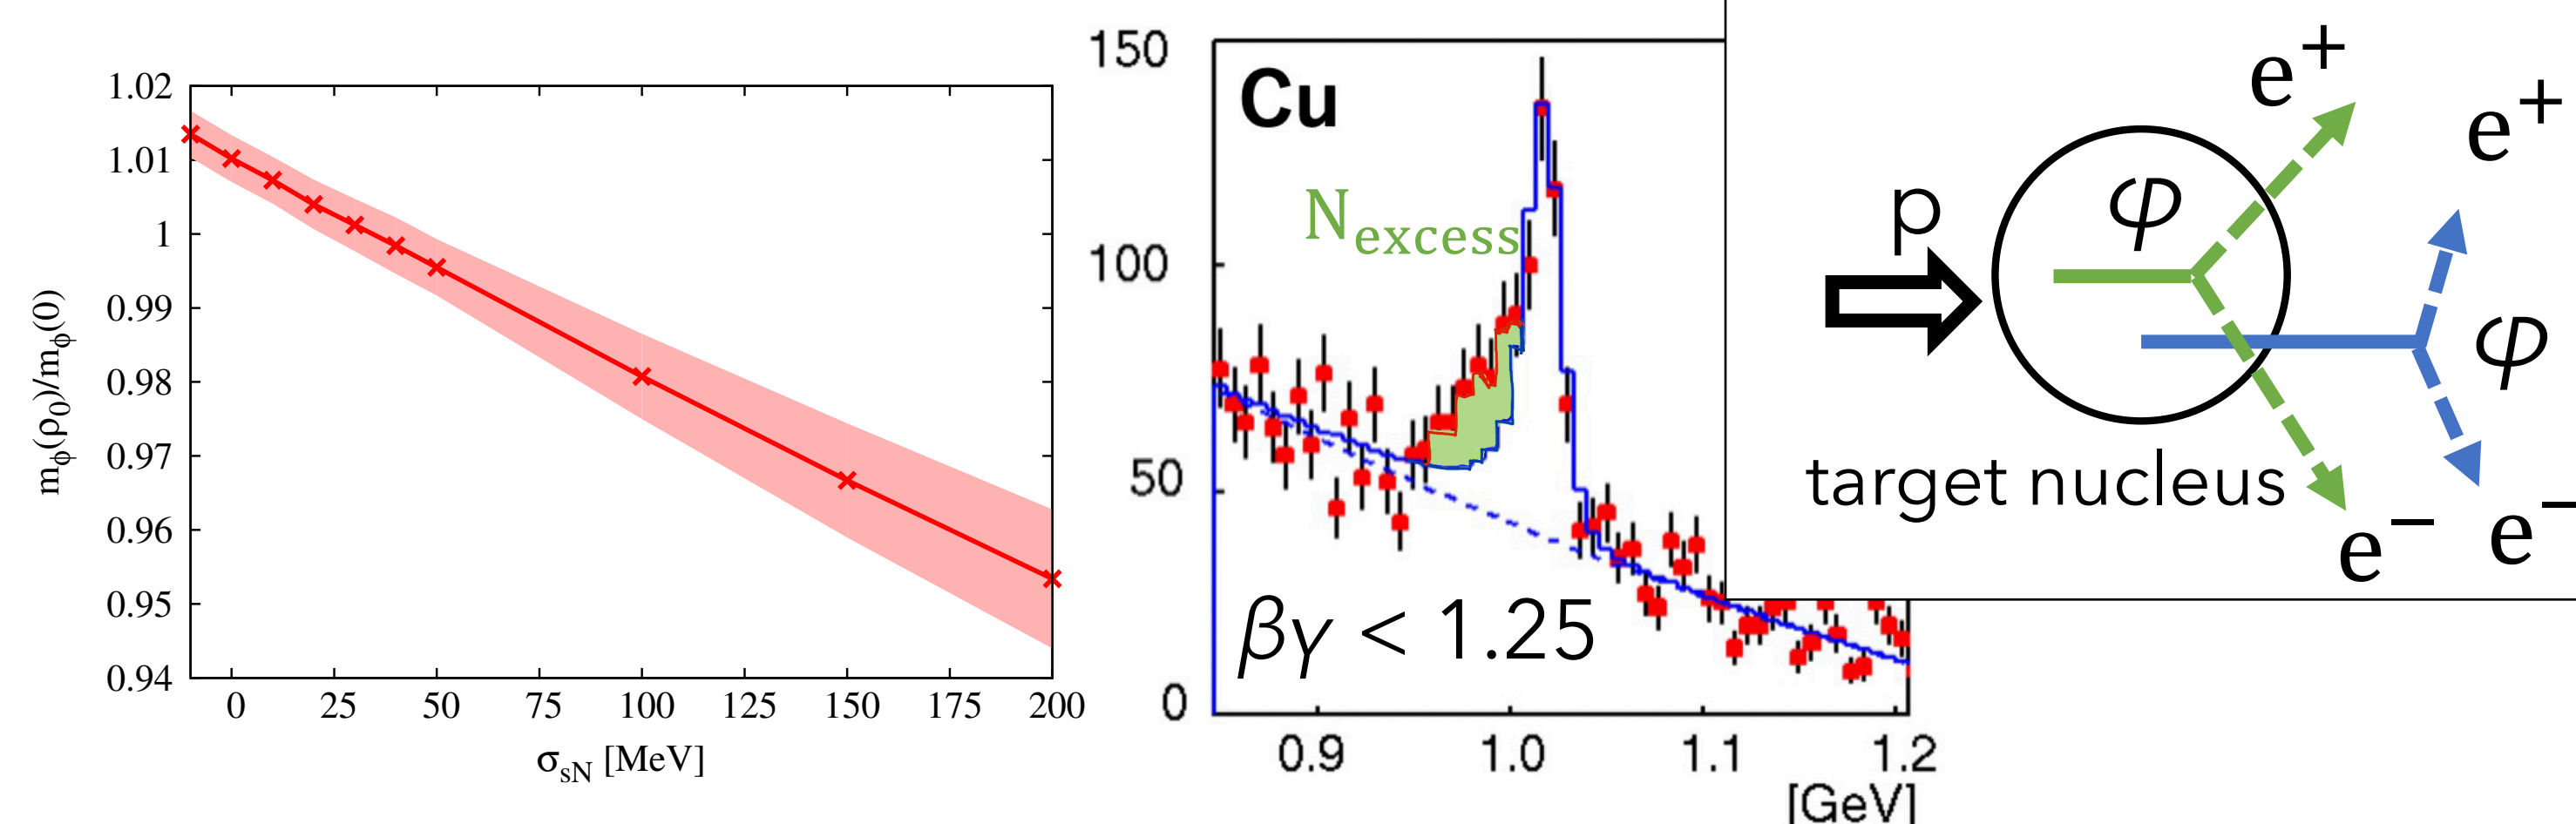 1.02
1.01
1
0.99
0.98
0.97
0.96
0.95
0.94
mϕ(ρ0)/mϕ(0)
0 25 50 75 100 125 150 175 200
σsN [MeV]
150
100
50
0
Cu
Nexcess
βγ < 1.25
0.9 1.0 1.1 1.2
[GeV]
p
φ
e+
e+
φ
target nucleus
e−
e−